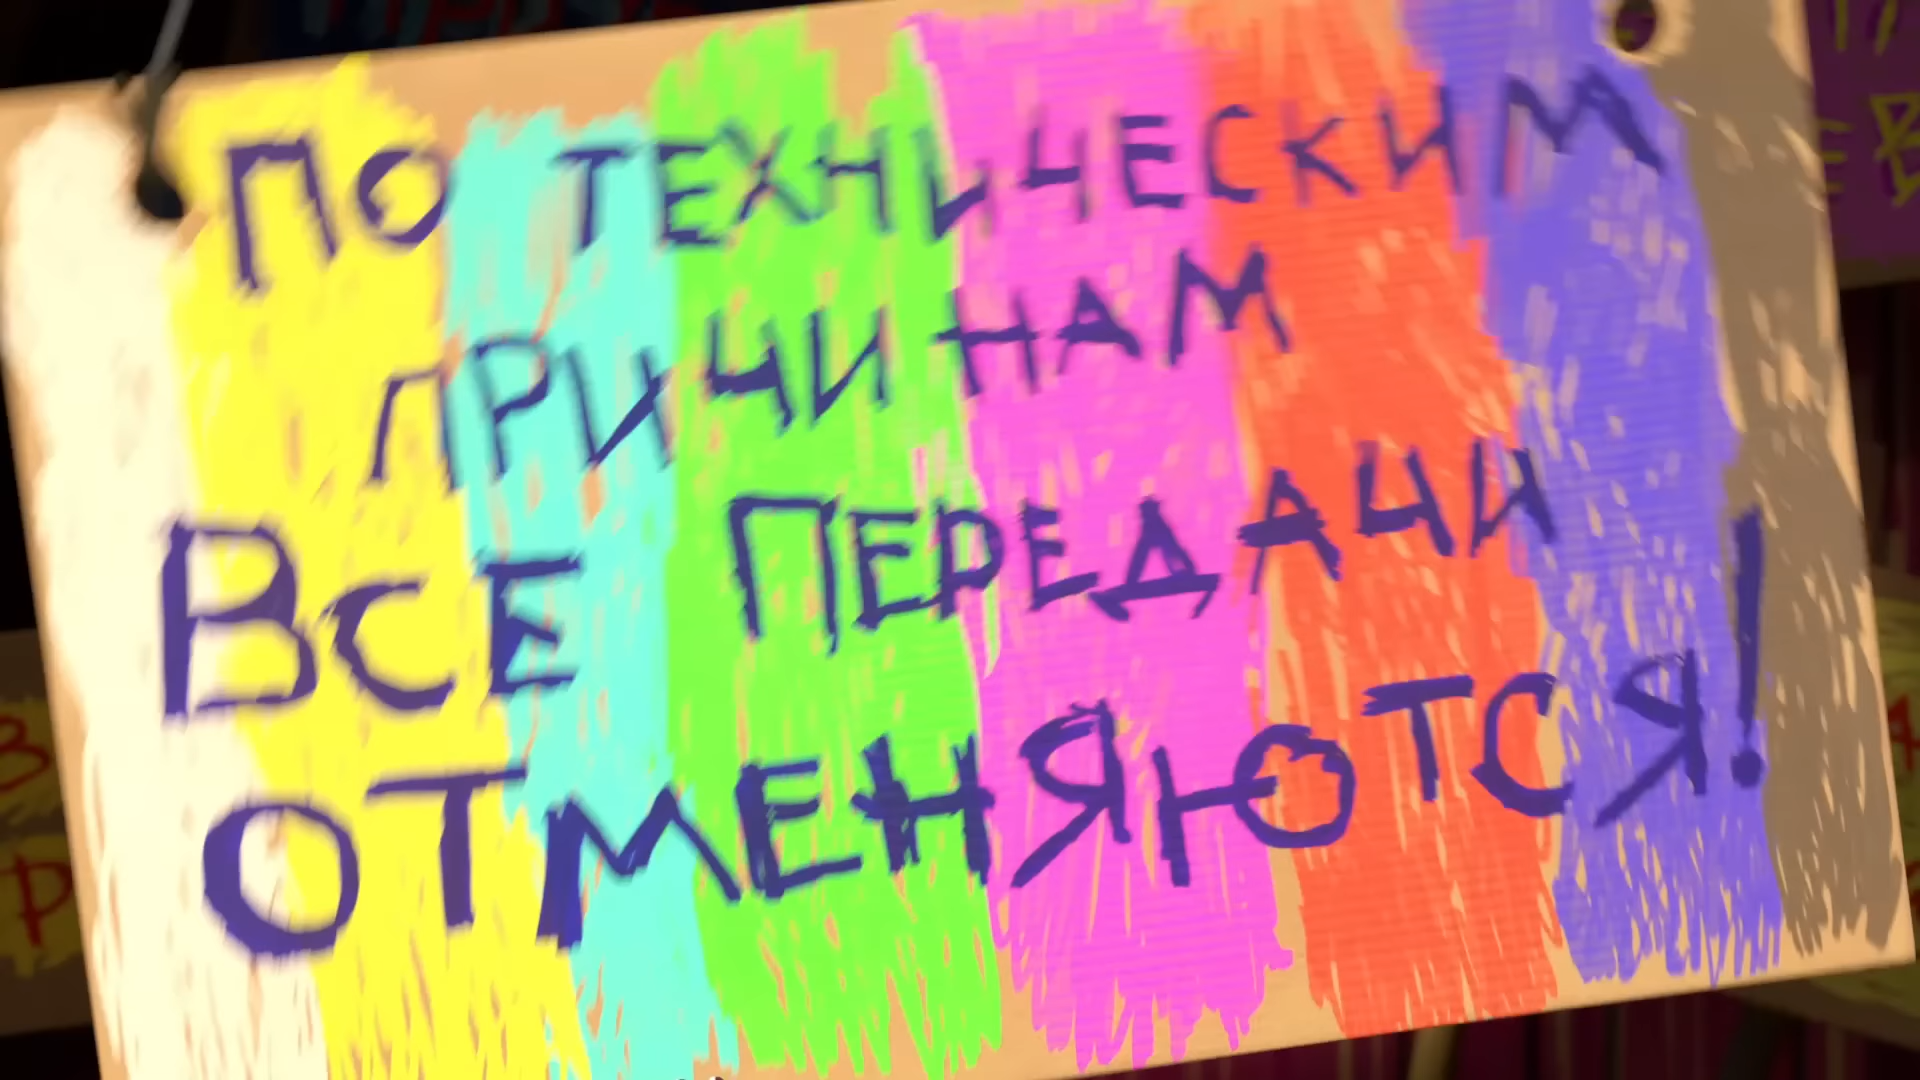 ПО ТЕХНИЧЕСКИМ
ПРИЧИНАМ
ВСЕ ПЕРЕДАЧИ
ОТМЕНЯЮТСЯ!